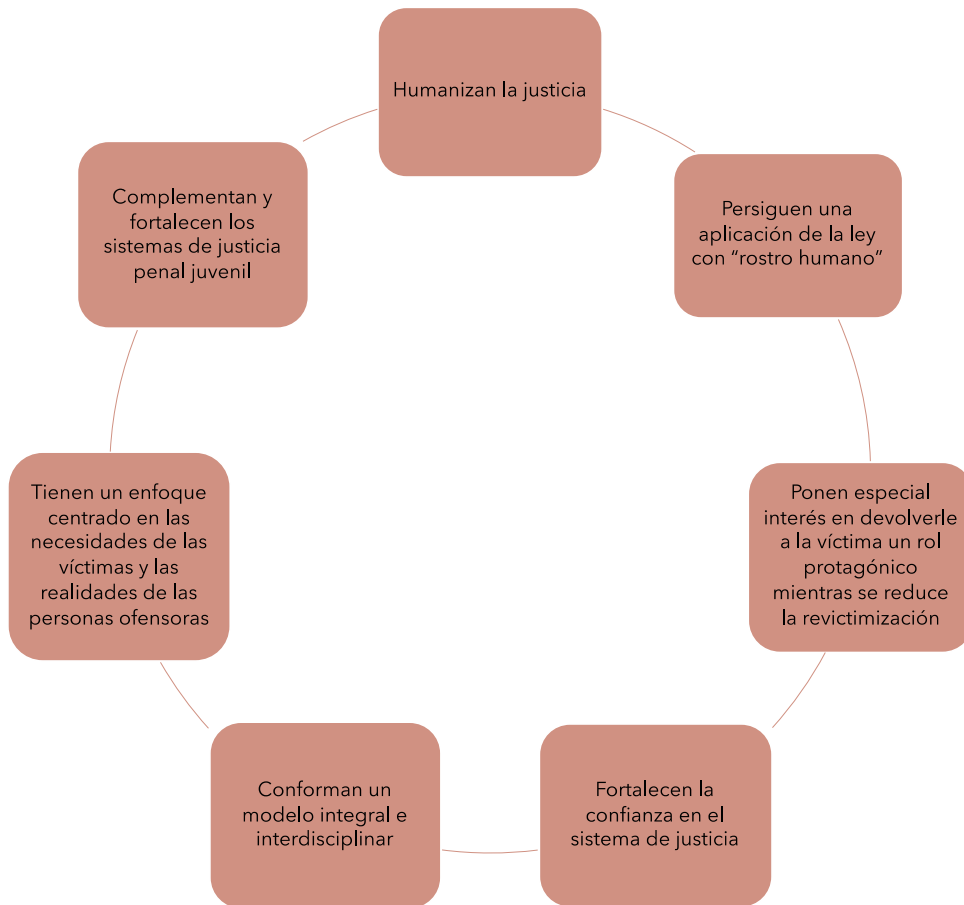 Humanizan la justicia
Persiguen una
aplicación de la ley
con “rostro humano”
Ponen especial
interés en devolverle
a la víctima un rol
protagónico
mientras se reduce
la revictimización
Fortalecen la
confianza en el
sistema de justicia
Conforman un
modelo integral e
interdisciplinar
Tienen un enfoque
centrado en las
necesidades de las
víctimas y las
realidades de las
personas ofensoras
Complementan y
fortalecen los
sistemas de justicia
penal juvenil